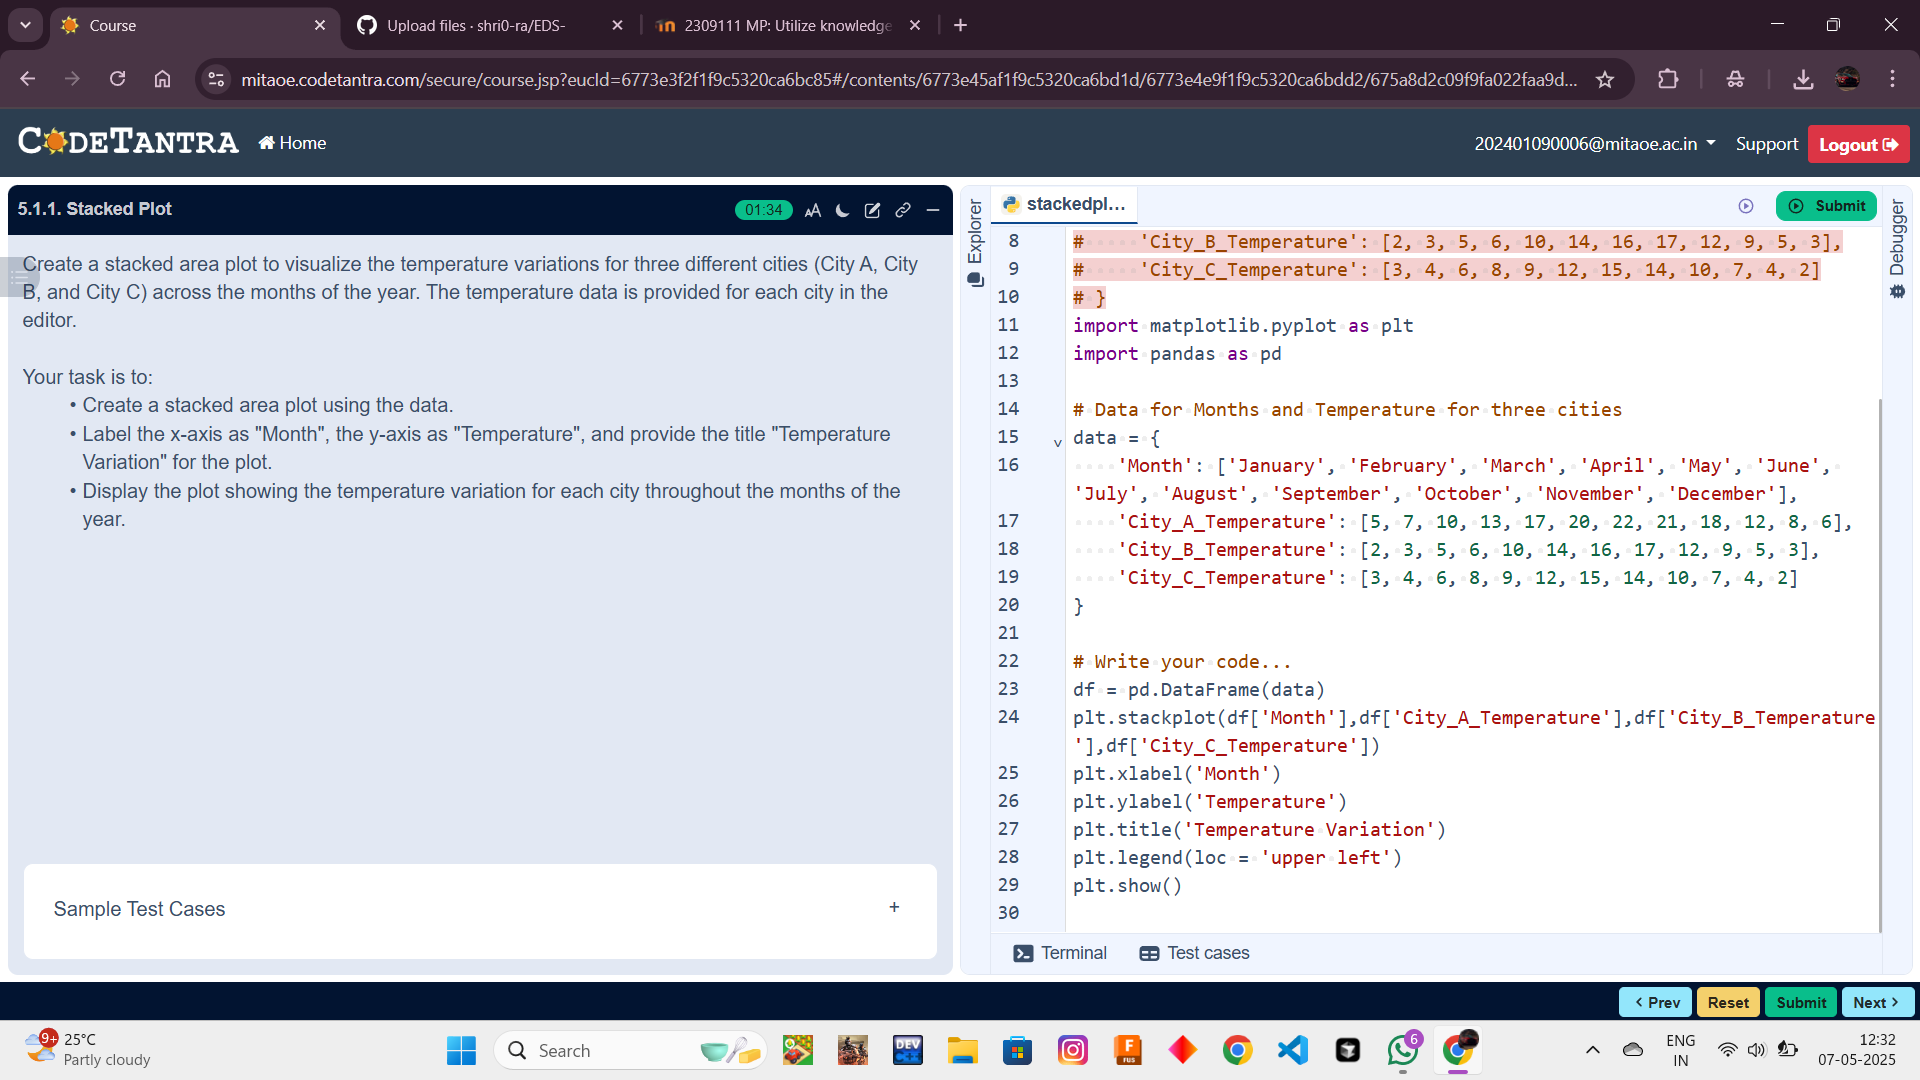 Course
Upload files · shri0-ra/EDS-
2309111 MP: Utilize knowledge
mitaoe.codetantra.com/secure/course.jsp?eucId=6773e3f2f1f9c5320ca6bc85#/contents/6773e45af1f9c5320ca6bd1d/6773e4e9f1f9c5320ca6bdd2/675a8d2c09f9fa022faa9d...
CODETANTRA
Home
202401090006@mitaoe.ac.in
Support
Logout
5.1.1. Stacked Plot
01:34
AA
Create a stacked area plot to visualize the temperature variations for three different cities (City A, City
B, and City C) across the months of the year. The temperature data is provided for each city in the
editor.
Your task is to:
• Create a stacked area plot using the data.
• Label the x-axis as "Month", the y-axis as "Temperature", and provide the title "Temperature
Variation" for the plot.
• Display the plot showing the temperature variation for each city throughout the months of the
year.
Sample Test Cases
+
Explorer
stackedpl...
Submit
Debugger
8 #     'City_B_Temperature': [2, 3, 5, 6, 10, 14, 16, 17, 12, 9, 5, 3],
9 #     'City_C_Temperature': [3, 4, 6, 8, 9, 12, 15, 14, 10, 7, 4, 2]
10 # }
11 import matplotlib.pyplot as plt
12 import pandas as pd
13
14 # Data for Months and Temperature for three cities
15 data = {
16     'Month': ['January', 'February', 'March', 'April', 'May', 'June',
'July', 'August', 'September', 'October', 'November', 'December'],
17     'City_A_Temperature': [5, 7, 10, 13, 17, 20, 22, 21, 18, 12, 8, 6],
18     'City_B_Temperature': [2, 3, 5, 6, 10, 14, 16, 17, 12, 9, 5, 3],
19     'City_C_Temperature': [3, 4, 6, 8, 9, 12, 15, 14, 10, 7, 4, 2]
20 }
21
22 # Write your code...
23 df = pd.DataFrame(data)
24 plt.stackplot(df['Month'],df['City_A_Temperature'],df['City_B_Temperature
'],df['City_C_Temperature'])
25 plt.xlabel('Month')
26 plt.ylabel('Temperature')
27 plt.title('Temperature Variation')
28 plt.legend(loc = 'upper left')
29 plt.show()
30
Terminal
Test cases
Prev
Reset
Submit
Next
9+
25°C
Partly cloudy
Search
DEV
F
FUS
6
ENG
IN
12:32
07-05-2025